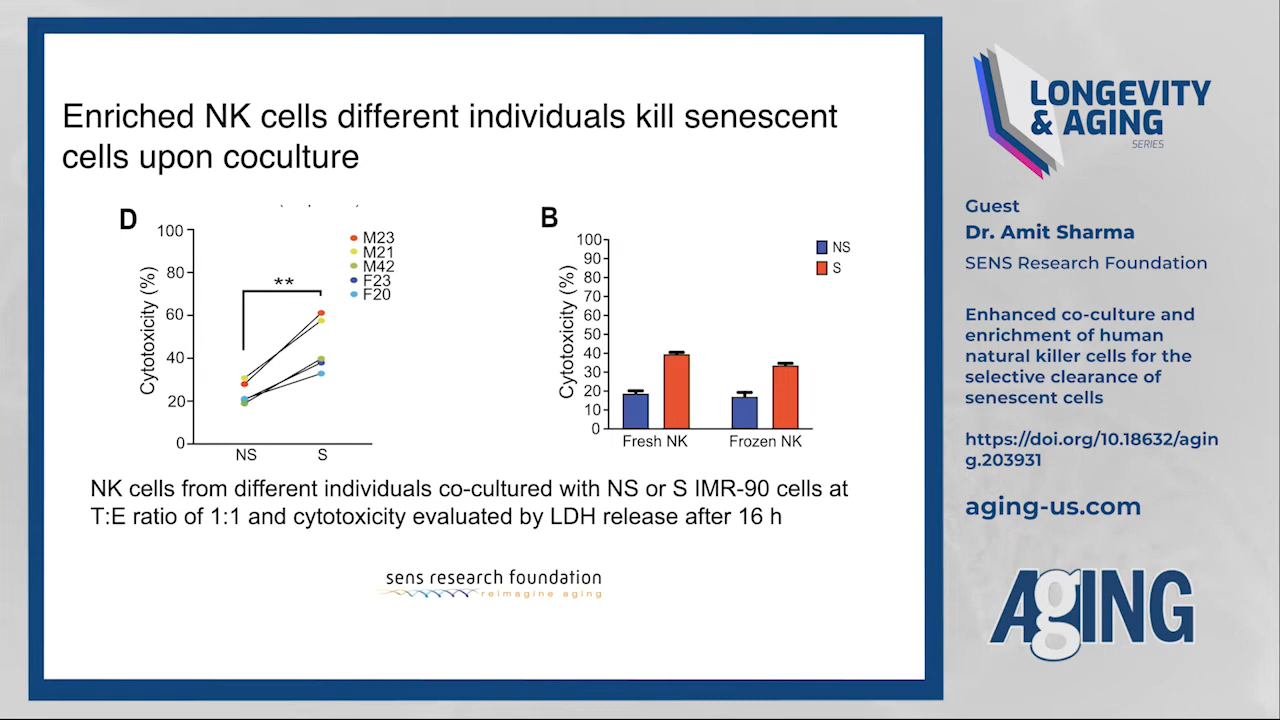 Enriched NK cells different individuals kill senescent
cells upon coculture
D
100
80
60
40
20
0
Cytotoxicity (%)
**
M23
M21
M42
F23
F20
NS
S
B
100
90
80
70
60
50
40
30
20
10
0
Cytotoxicity (%)
NS
S
Fresh NK
Frozen NK
NK cells from different individuals co-cultured with NS or S IMR-90 cells at
T:E ratio of 1:1 and cytotoxicity evaluated by LDH release after 16 h
sens research foundation
reimagine aging
LONGEVITY
& AGING
SERIES
Guest
Dr. Amit Sharma
SENS Research Foundation
Enhanced co-culture and
enrichment of human
natural killer cells for the
selective clearance of
senescent cells
https://doi.org/10.18632/agin
g.203931
aging-us.com
AgING